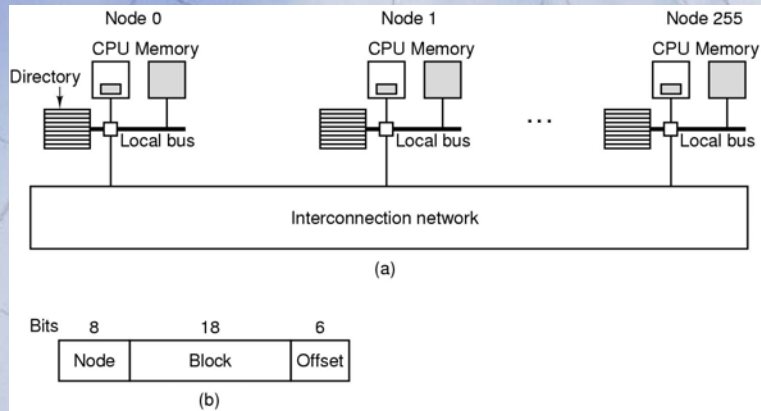 Node 0 Node 1 Node 255
CPU Memory CPU Memory CPU Memory
Directory
...
Local bus Local bus Local bus
Interconnection network
(a)
Bits 8 18 6
Node Block Offset
(b)